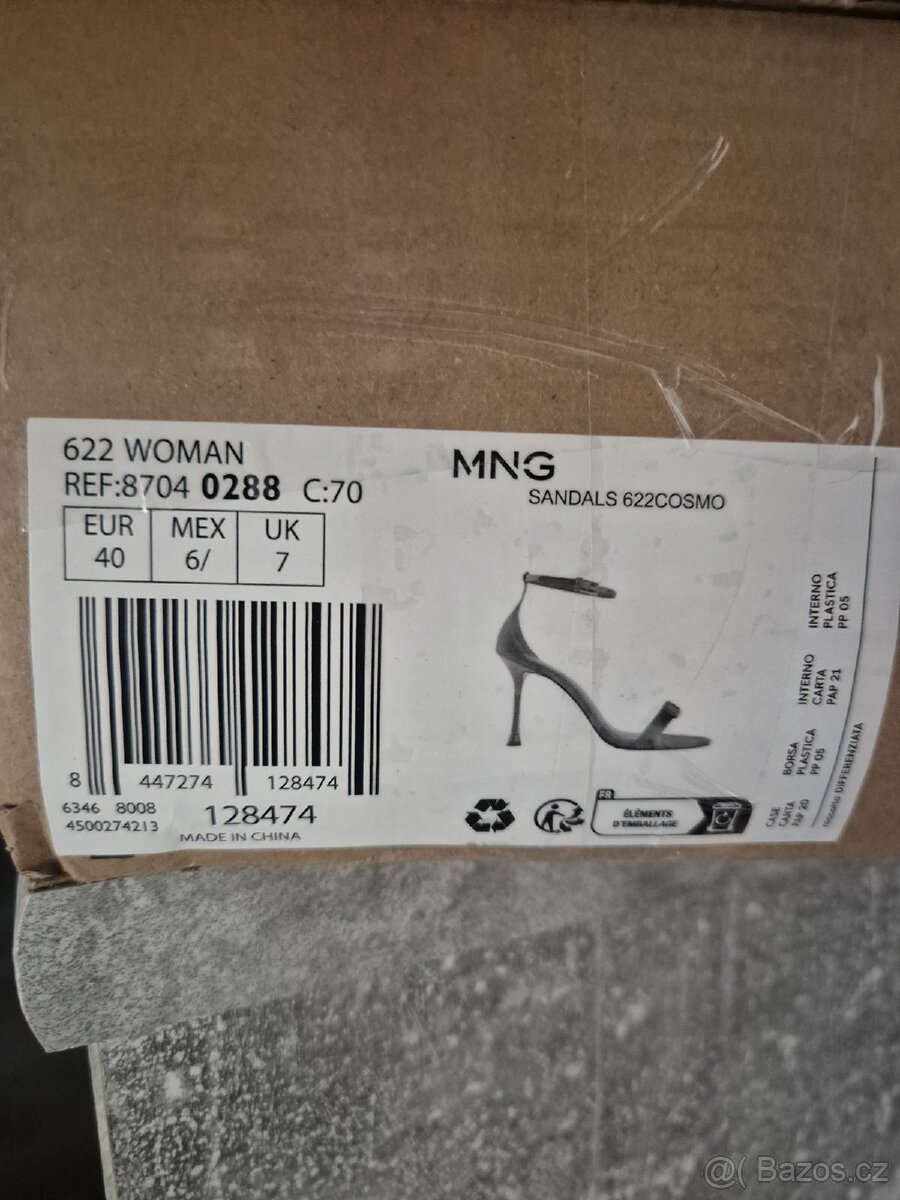 622 WOMAN
REF:8704 0288 C:70
EUR MEX UK
40 6/ 7
8 447274 128474
6346 8008
4500274213
128474
MADE IN CHINA
MNG
SANDALS 622COSMO
FR
ÉLÉMENTS
D'EMBALLAGE
CASE
CARTA
PAP 20
BORSA
PLASTICA
PP 05
INTERNO
CARTA
PAP 21
INTERNO
PLASTICA
PP 05
DIFFERENZIATA
@( Bazos.cz